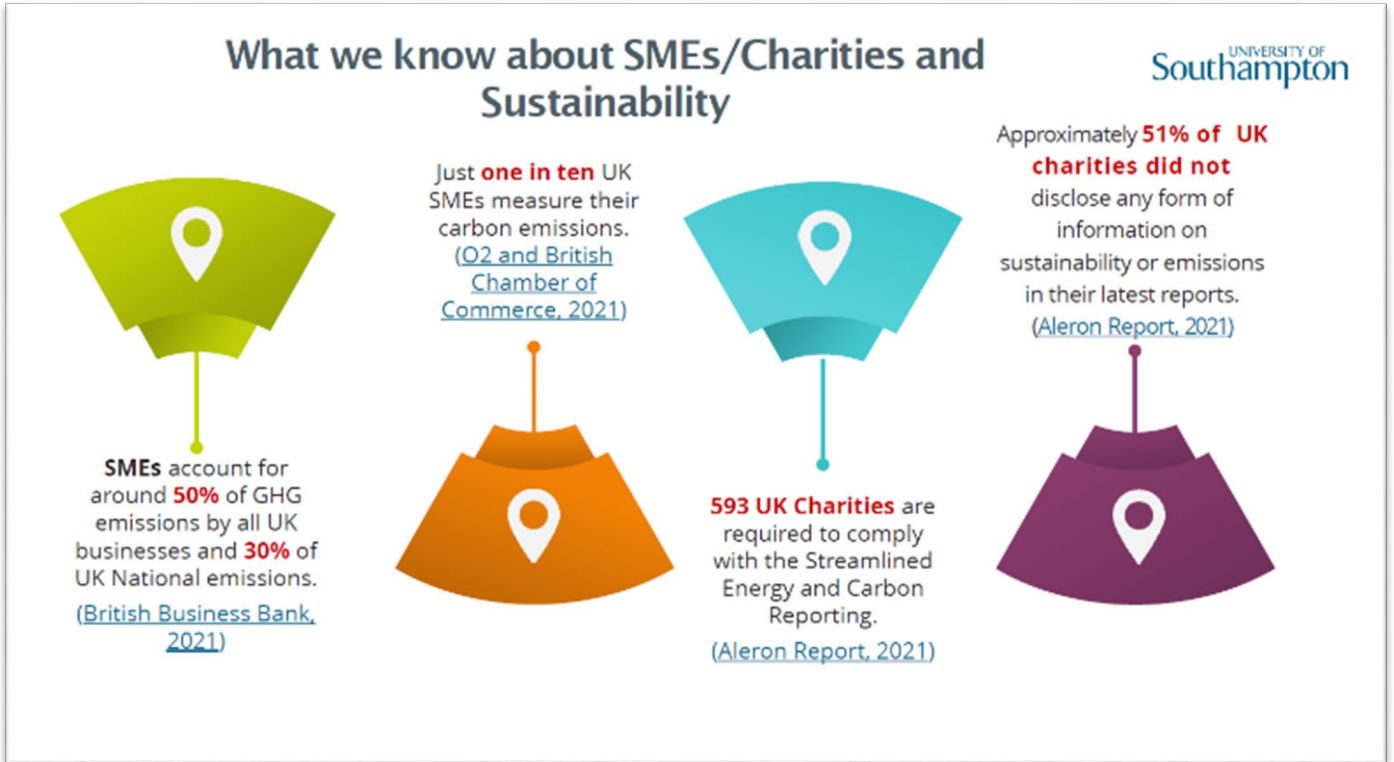 What we know about SMEs/Charities and
Sustainability
UNIVERSITY OF
Southampton
SMEs account for
around 50% of GHG
emissions by all UK
businesses and 30% of
UK National emissions.
(British Business Bank,
2021)
Just one in ten UK
SMEs measure their
carbon emissions.
(O2 and British
Chamber of
Commerce, 2021)
593 UK Charities are
required to comply
with the Streamlined
Energy and Carbon
Reporting.
(Aleron Report, 2021)
Approximately 51% of UK
charities did not
disclose any form of
information on
sustainability or emissions
in their latest reports.
(Aleron Report, 2021)